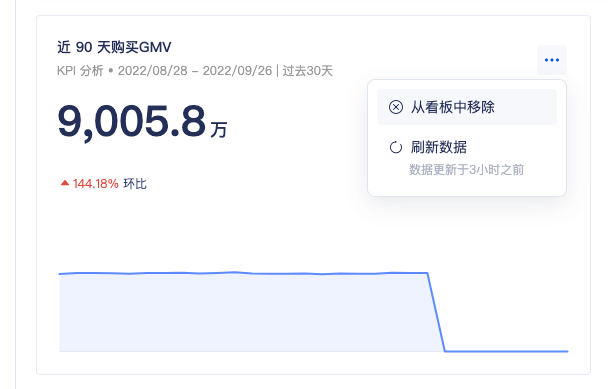 近 90 天购买GMV
KPI 分析 • 2022/08/28 – 2022/09/26 | 过去30天
9,005.8 万
144.18% 环比
从看板中移除
刷新数据
数据更新于3小时之前